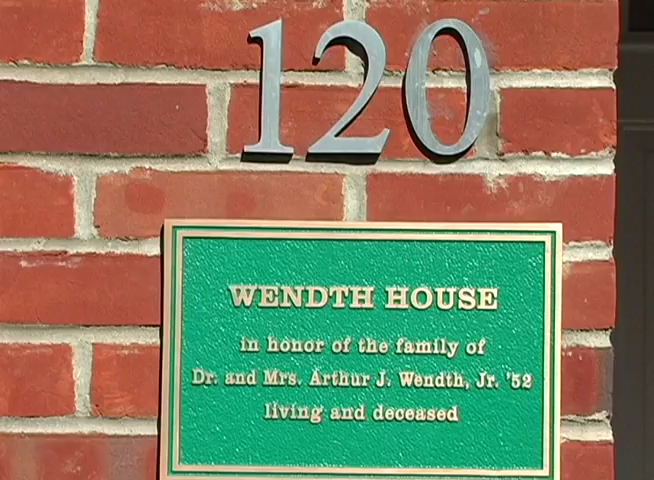 120
WENDTH HOUSE
in honor of the family of
Dr. and Mrs. Arthur J. Wendth, Jr. '52
living and deceased